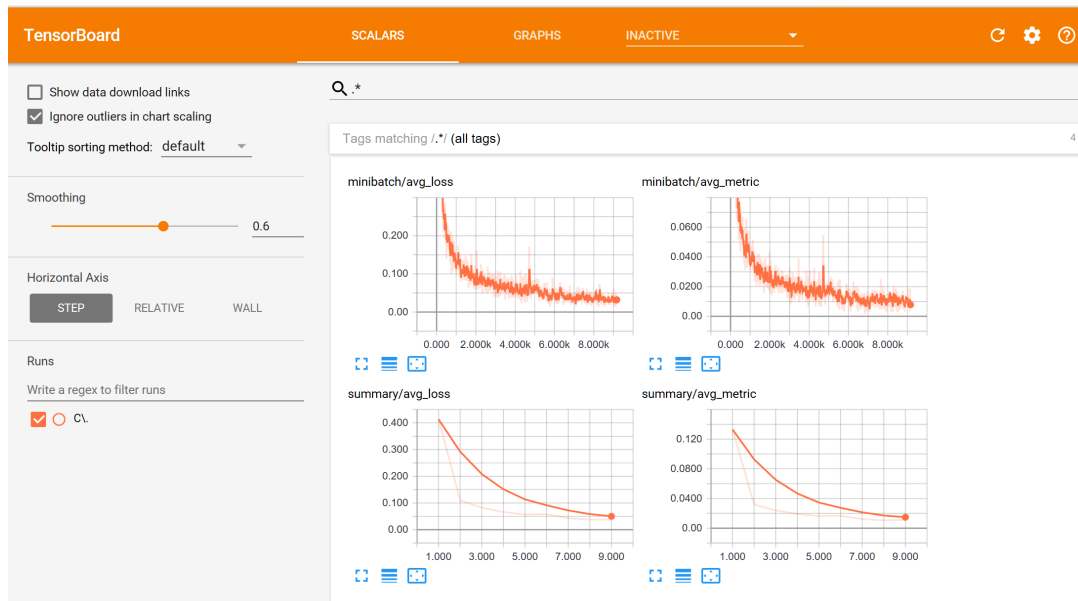 TensorBoard SCALARS GRAPHS INACTIVE
Show data download links
Ignore outliers in chart scaling
Tooltip sorting method: default
Smoothing
0.6
Horizontal Axis
STEP RELATIVE WALL
Runs
Write a regex to filter runs
C\.
.*
Tags matching /.*/ (all tags) 4
minibatch/avg_loss
0.200
0.100
0.00
0.000 2.000k 4.000k 6.000k 8.000k
minibatch/avg_metric
0.0600
0.0400
0.0200
0.00
0.000 2.000k 4.000k 6.000k 8.000k
summary/avg_loss
0.400
0.300
0.200
0.100
0.00
1.000 3.000 5.000 7.000 9.000
summary/avg_metric
0.120
0.0800
0.0400
0.00
1.000 3.000 5.000 7.000 9.000